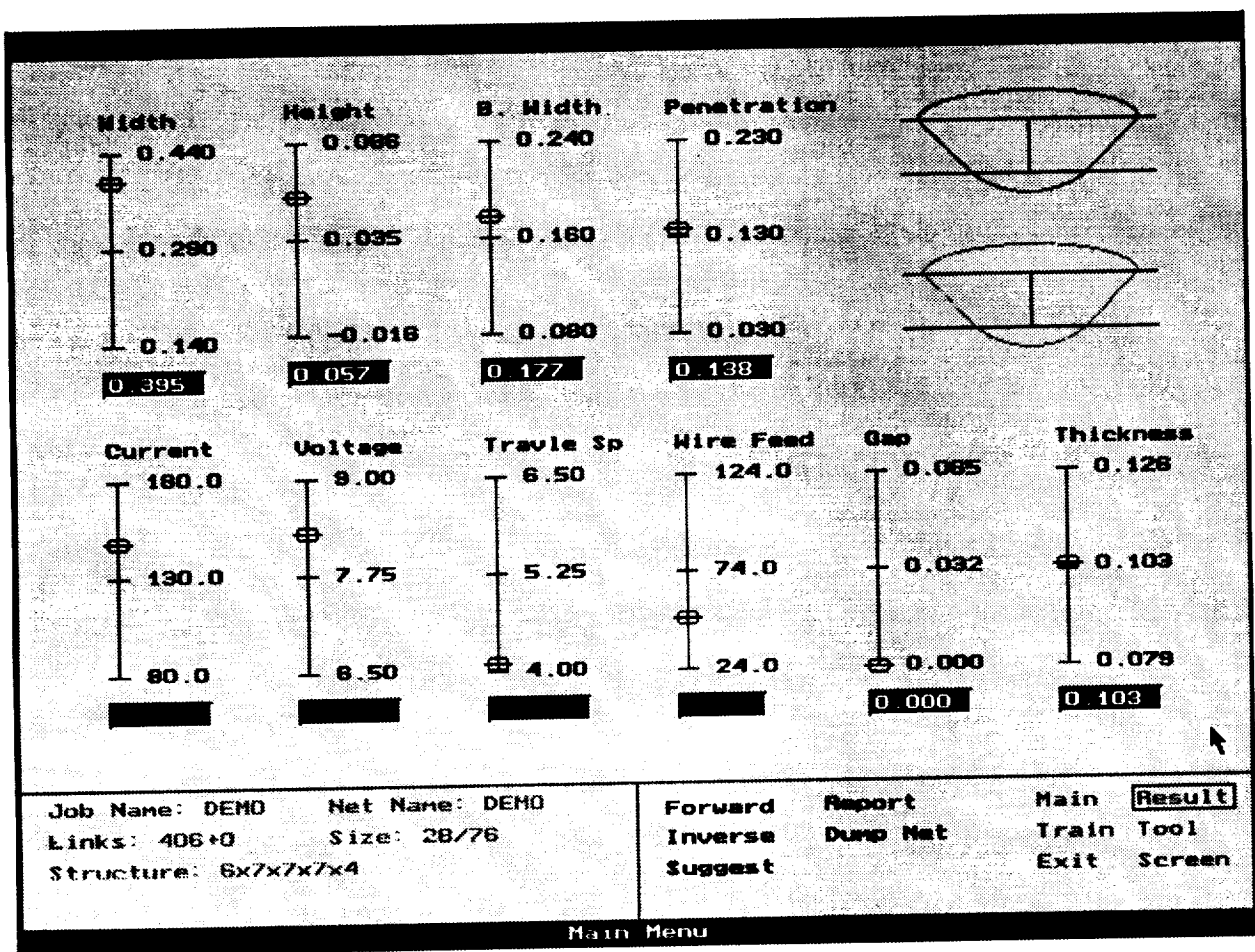 Width Height B. Width Penetration
0.440 0.086 0.240 0.230
0.290 0.035 0.160 0.130
0.140 -0.016 0.080 0.030
0.395 0.057 0.177 0.138
Current Voltage Travle Sp Wire Feed Gap Thickness
180.0 9.00 6.50 124.0 0.065 0.128
130.0 7.75 5.25 74.0 0.032 0.103
80.0 6.50 4.00 24.0 0.000 0.079
0.000 0.103
Job Name: DEMO Net Name: DEMO
Links: 406+0 Size: 28/76
Structure: 6x7x7x7x4
Forward Report Main Result
Inverse Dump Net Train Tool
Suggest Exit Screen
Main Menu